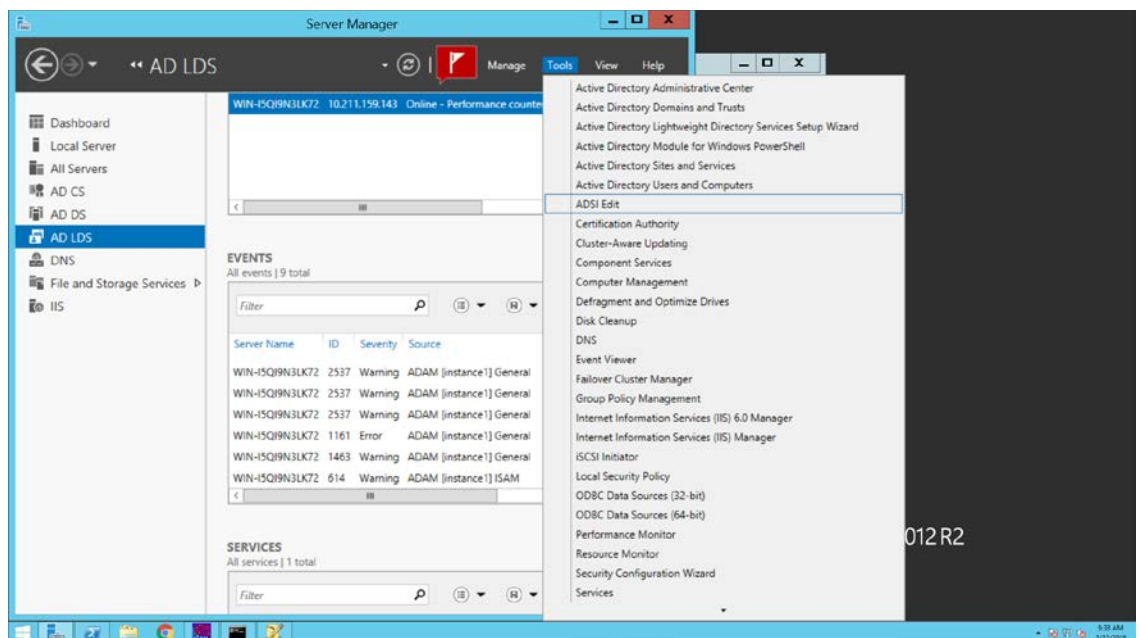 Server Manager
AD LDS
Manage Tools View Help
Dashboard
Local Server
All Servers
AD CS
AD DS
AD LDS
DNS
File and Storage Services
IIS
WIN-I5QI9N3LK72 10.211.159.143 Online - Performance counte
EVENTS
All events | 9 total
Filter
Server Name ID Severity Source
WIN-I5QI9N3LK72 2537 Warning ADAM [instance1] General
WIN-I5QI9N3LK72 2537 Warning ADAM [instance1] General
WIN-I5QI9N3LK72 2537 Warning ADAM [instance1] General
WIN-I5QI9N3LK72 1161 Error ADAM [instance1] General
WIN-I5QI9N3LK72 1463 Warning ADAM [instance1] General
WIN-I5QI9N3LK72 614 Warning ADAM [instance1] ISAM
SERVICES
All services | 1 total
Filter
Active Directory Administrative Center
Active Directory Domains and Trusts
Active Directory Lightweight Directory Services Setup Wizard
Active Directory Module for Windows PowerShell
Active Directory Sites and Services
Active Directory Users and Computers
ADSI Edit
Certification Authority
Cluster-Aware Updating
Component Services
Computer Management
Defragment and Optimize Drives
Disk Cleanup
DNS
Event Viewer
Failover Cluster Manager
Group Policy Management
Internet Information Services (IIS) 6.0 Manager
Internet Information Services (IIS) Manager
iSCSI Initiator
Local Security Policy
ODBC Data Sources (32-bit)
ODBC Data Sources (64-bit)
Performance Monitor
Resource Monitor
Security Configuration Wizard
Services
012 R2